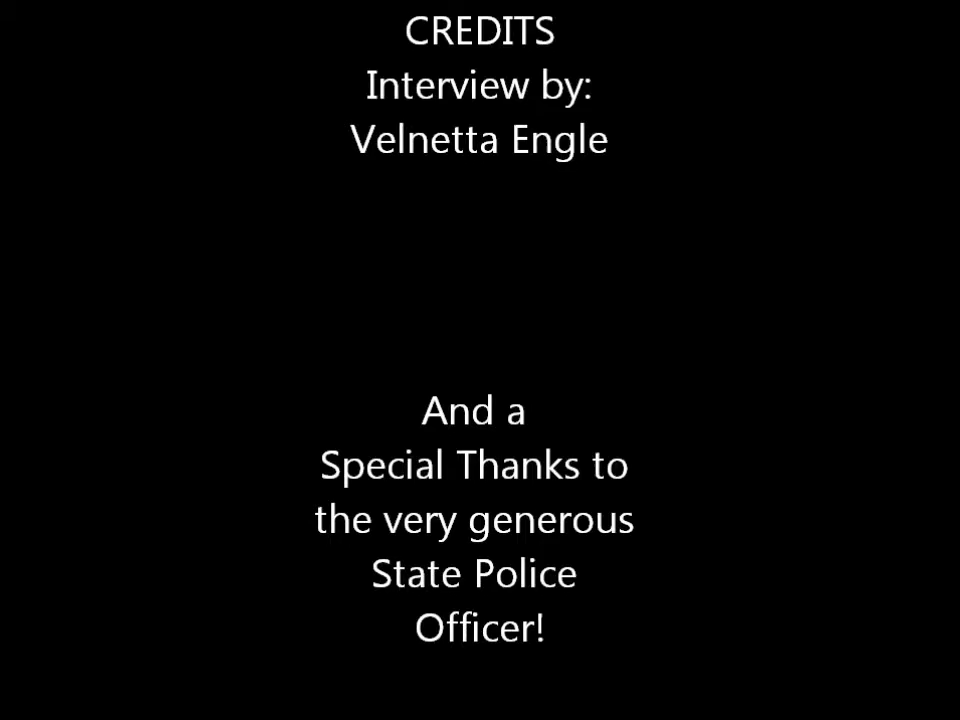 CREDITS
Interview by:
Velnetta Engle
And a
Special Thanks to
the very generous
State Police
Officer!